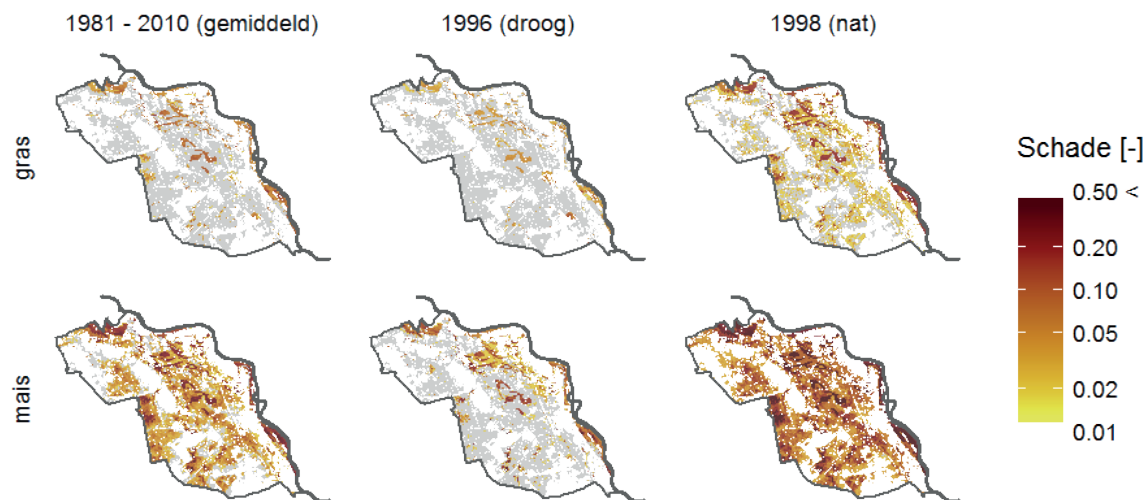 1981 - 2010 (gemiddeld)
1996 (droog)
1998 (nat)
gras
mais
Schade [-]
0.50 <
0.20
0.10
0.05
0.02
0.01